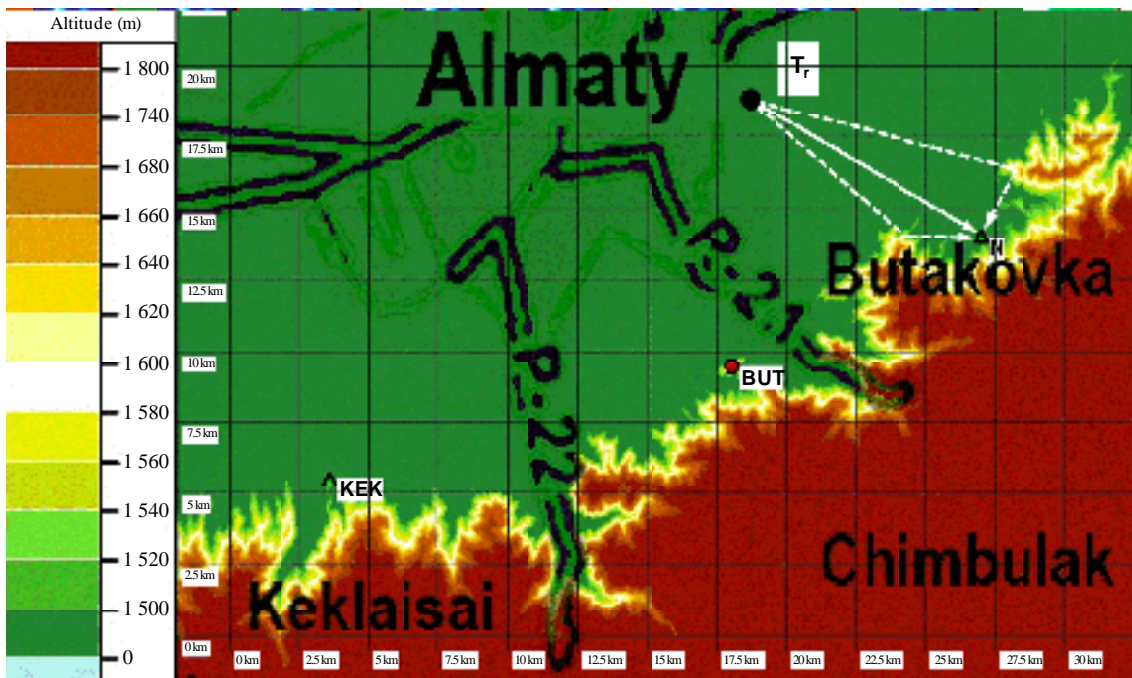 Altitude (m)
1 800
1 740
1 680
1 660
1 640
1 620
1 600
1 580
1 560
1 540
1 520
1 500
0
Almaty
Tr
20 km
17.5 km
15 km
12.5 km
10 km
7.5 km
5 km
2.5 km
0 km
P-21
N
Butakovka
BUT
P-22
KEK
Chimbulak
Keklaisai
0 km
2.5 km
5 km
7.5 km
10 km
12.5 km
15 km
17.5 km
20 km
22.5 km
25 km
27.5 km
30 km